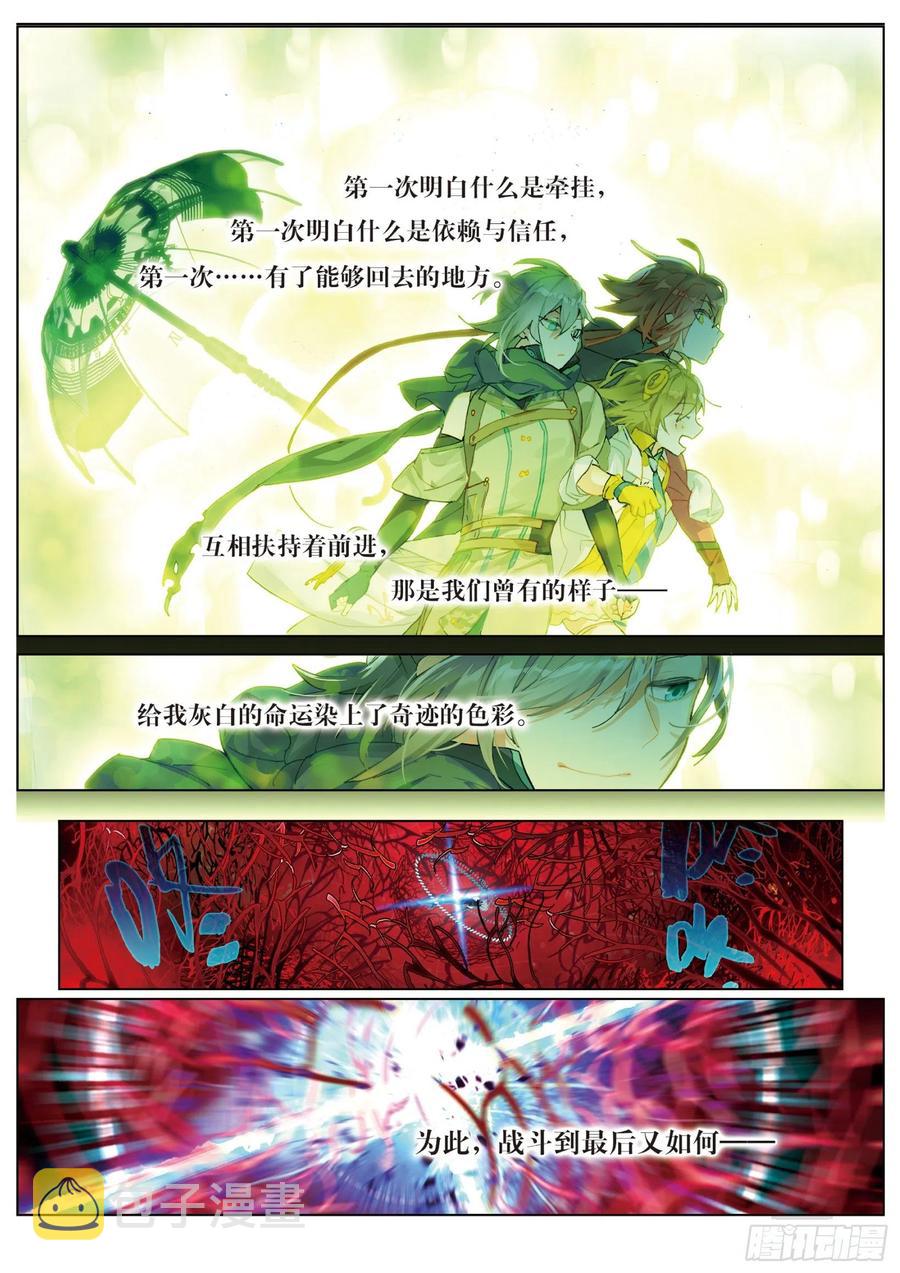 第一次明白什么是牵挂，
第一次明白什么是依赖与信任，
第一次……有了能够回去的地方。
互相扶持着前进，
那是我们曾有的样子——
给我灰白的命运染上了奇迹的色彩。
为此，战斗到最后又如何——
包子漫畫
腾讯动漫